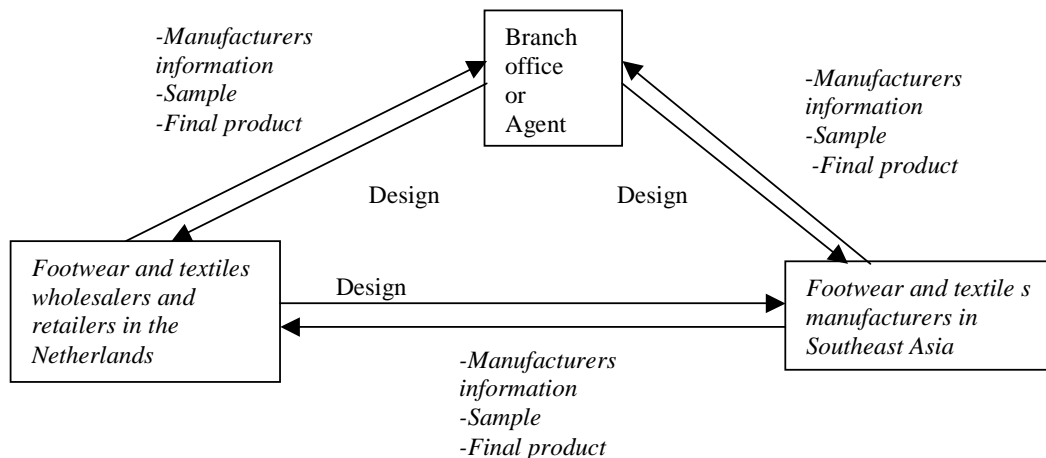 -Manufacturers
information
-Sample
-Final product
Branch
office
or
Agent
-Manufacturers
information
-Sample
-Final product
Design
Design
Footwear and textiles
wholesalers and
retailers in the
Netherlands
Design
Footwear and textile s
manufacturers in
Southeast Asia
-Manufacturers
information
-Sample
-Final product